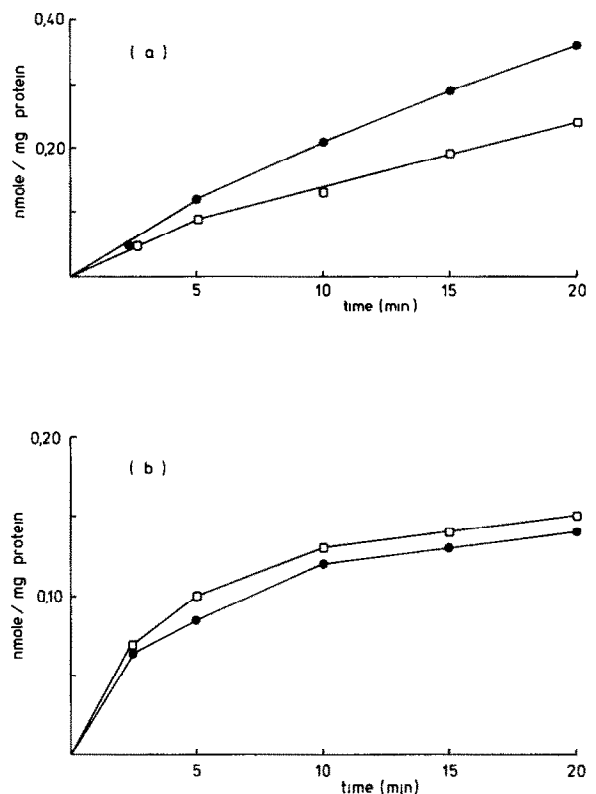 0,40
( a )
nmole / mg protein
0,20
5 10 15 20
time (min)
0,20
( b )
nmole / mg protein
0,10
5 10 15 20
time (min)